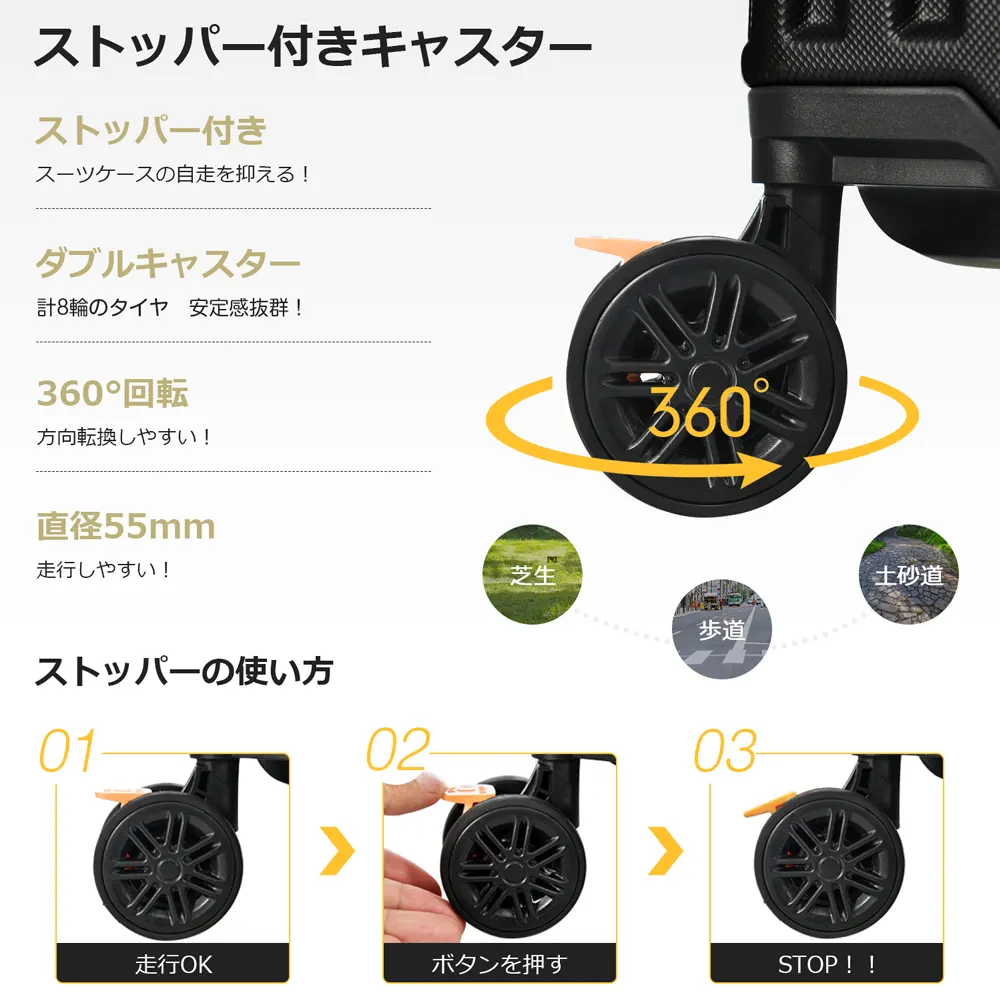 ストッパー付きキャスター
ストッパー付き
スーツケースの自走を抑える！
ダブルキャスター
計8輪のタイヤ　安定感抜群！
360°回転
方向転換しやすい！
直径55mm
走行しやすい！
360°
芝生
歩道
土砂道
ストッパーの使い方
01
02
03
走行OK
ボタンを押す
STOP！！